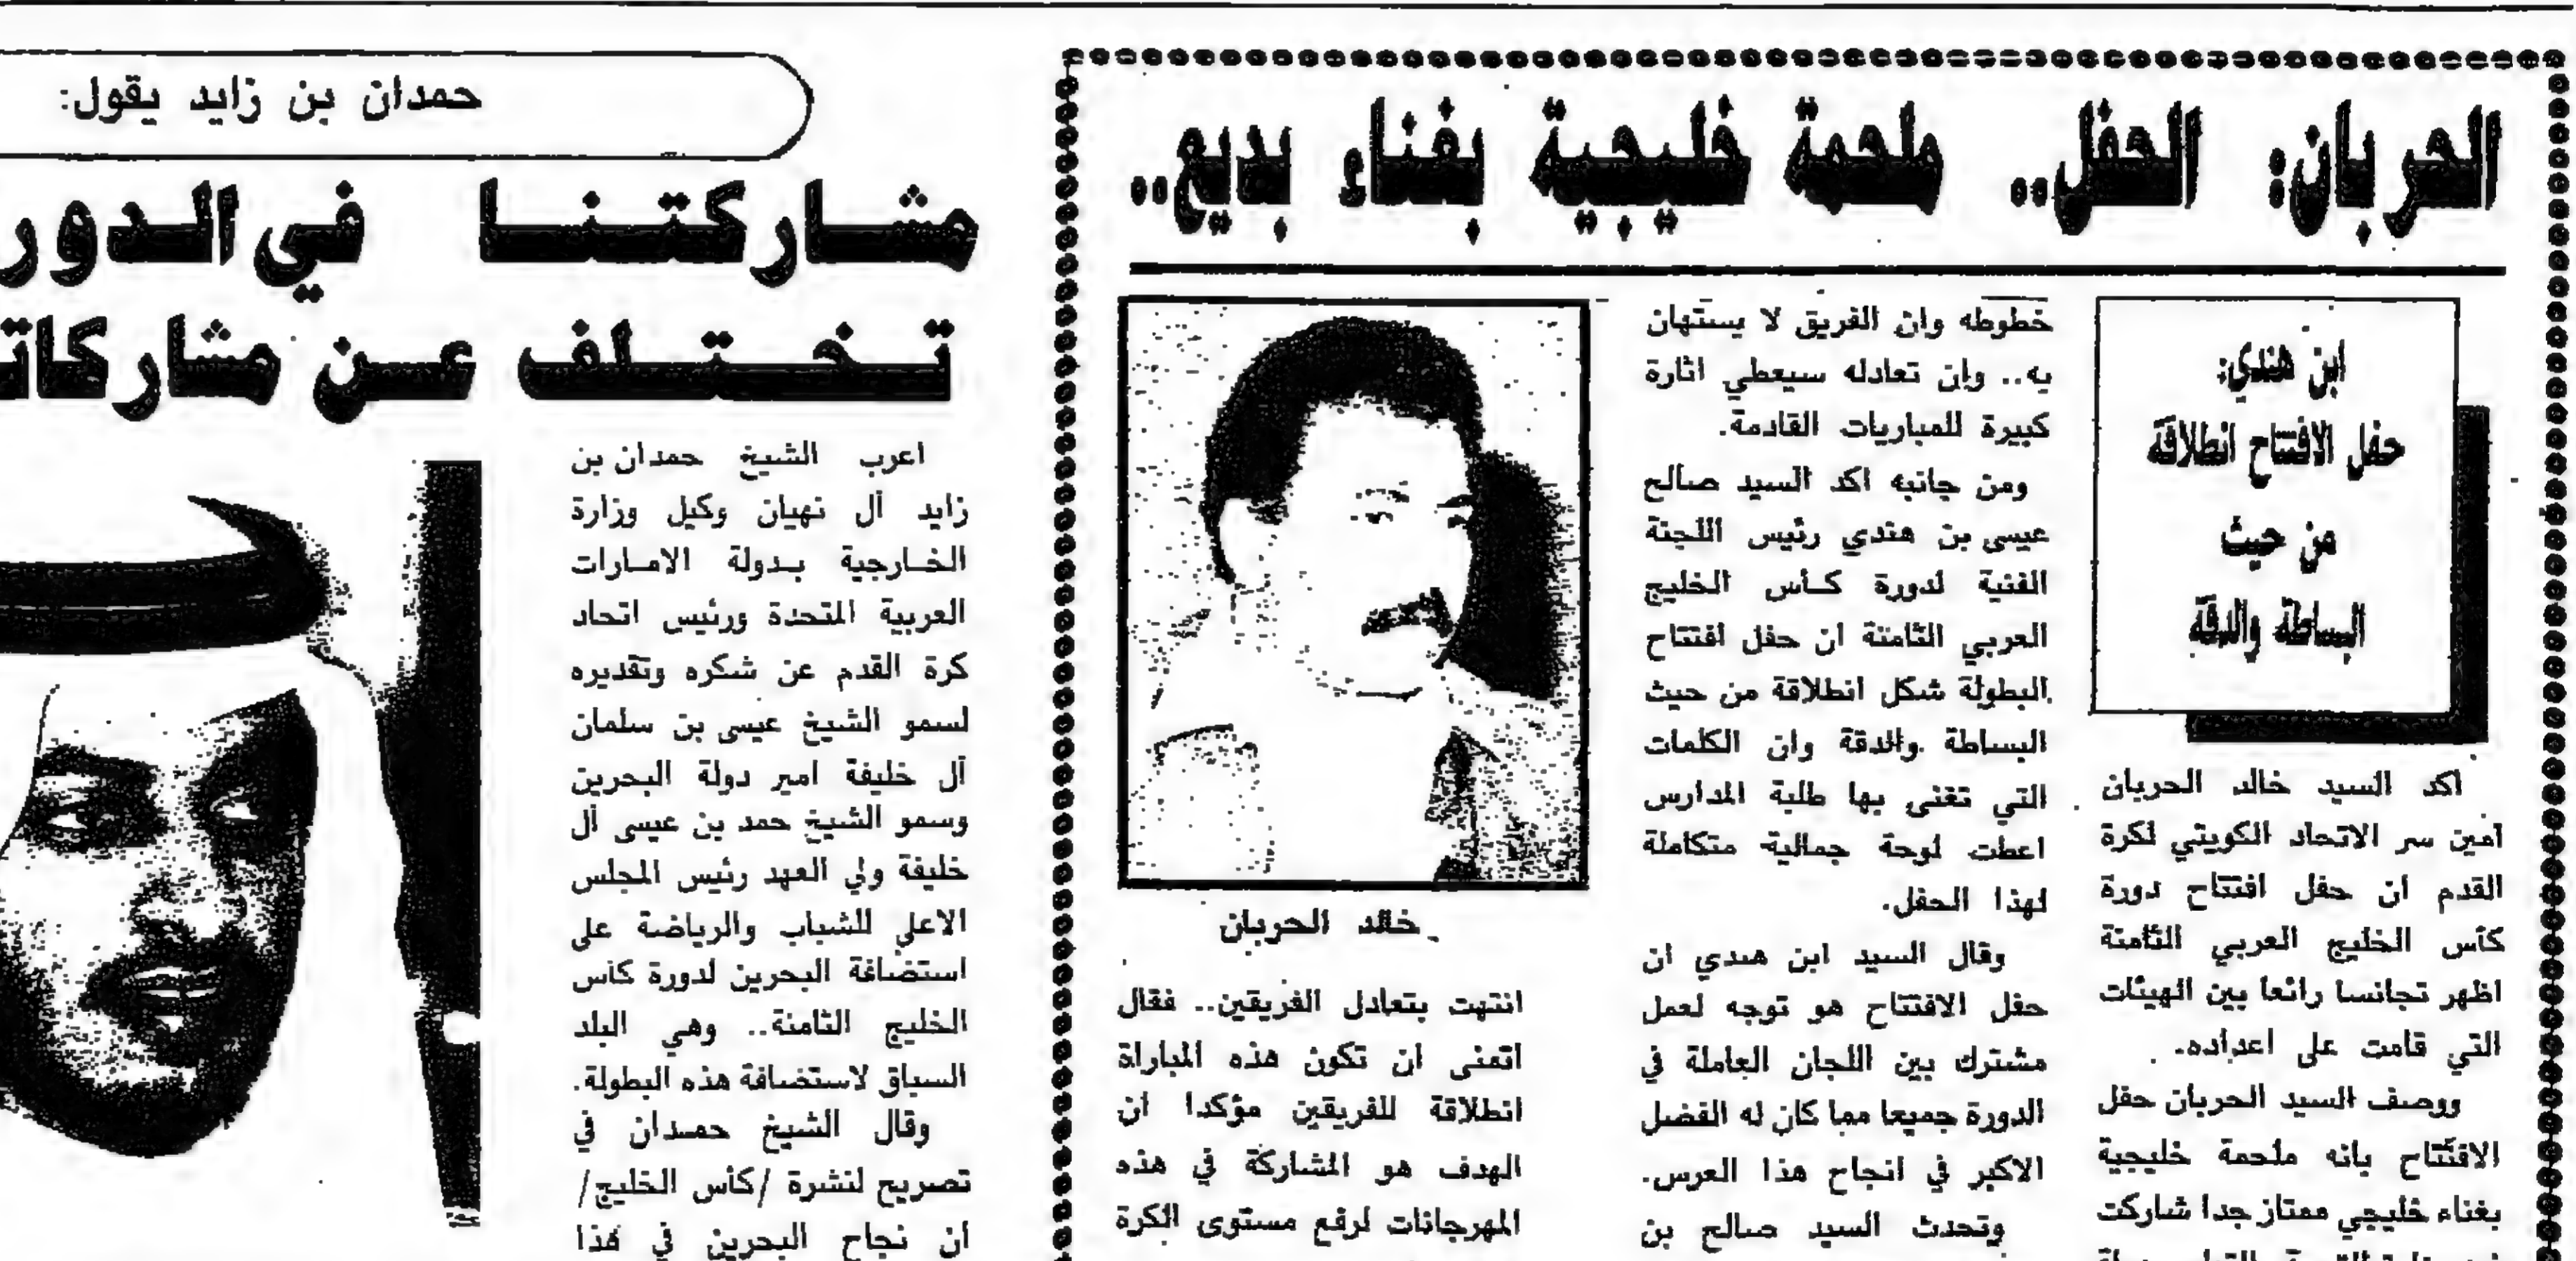 الحربان: الحفل.. ملحمة خليجية بغناء بديع..
ابن هندي:
حفل الافتتاح انطلاقة
من حيث
البساطة والدقة
اكد السيد خالد الحربان
امين سر الاتحاد الكويتي لكرة
القدم ان حفل افتتاح دورة
كأس الخليج العربي الثامنة
اظهر تجانسا رائعا بين الهيئات
التي قامت على اعداده.
ووصف السيد الحربان حفل
الافتتاح بانه ملحمة خليجية
بغناء خليجي ممتاز جدا شاركت
خطوطه وان الفريق لا يستهان
به.. وان تعادله سيعطي اثارة
كبيرة للمباريات القادمة.
ومن جانبه اكد السيد صالح
عيسى بن هندي رئيس اللجنة
الفنية لدورة كــأس الخليج
العربي الثامنة ان حفل افتتاح
البطولة شكل انطلاقة من حيث
البساطة والدقة وان الكلمات
التي تغنى بها طلبة المدارس
اعطت لوحة جمالية متكاملة
لهذا الحفل.
وقال السيد ابن هندي ان
حفل الافتتاح هو توجه لعمل
مشترك بين اللجان العاملة في
الدورة جميعا مما كان له الفضل
الاكبر في انجاح هذا العرس.
وتحدث السيد صالح بن
خالد الحربان
انتهت بتعادل الفريقين.. فقال
اتمنى ان تكون هذه المباراة
انطلاقة للفريقين مؤكدا ان
الهدف هو المشاركة في هذه
المهرجانات لرفع مستوى الكرة
حمدان بن زايد يقول:
مشــاركتـنــا في الـدور
تـخـتـلف عــن مشاركات
اعرب الشيخ حمدان بن
زايد آل نهيان وكيل وزارة
الخــارجية بــدولة الامــارات
العربية المتحدة ورئيس اتحاد
كرة القدم عن شكره وتقديره
لسمو الشيخ عيسى بن سلمان
آل خليفة امير دولة البحرين
وسمو الشيخ حمد بن عيسى آل
خليفة ولي العهد رئيس المجلس
الاعلى للشباب والرياضة على
استضافة البحرين لدورة كاس
الخليج الثامنة.. وهي البلد
السباق لاستضافة هذه البطولة.
وقال الشيخ حمدان في
تصريح لنشرة /كأس الخليج/
ان نجاح البحرين في هذا